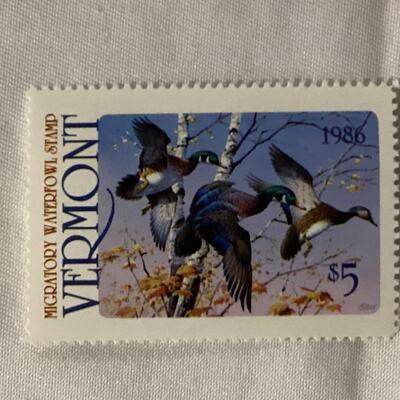 MIGRATORY WATERFOWL STAMP
VERMONT
1986
$5